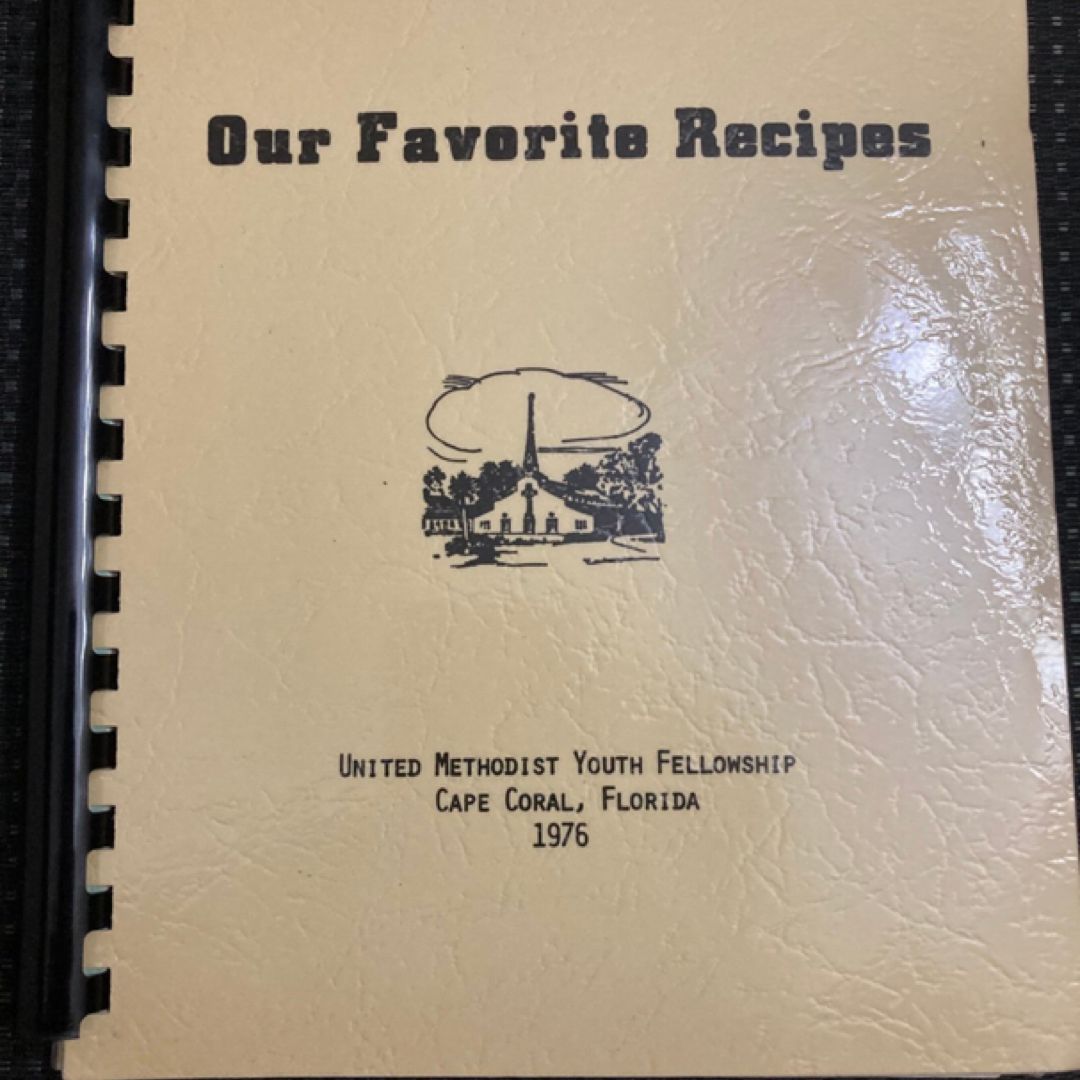 Our Favorite Recipes
United Methodist Youth Fellowship
Cape Coral, Florida
1976